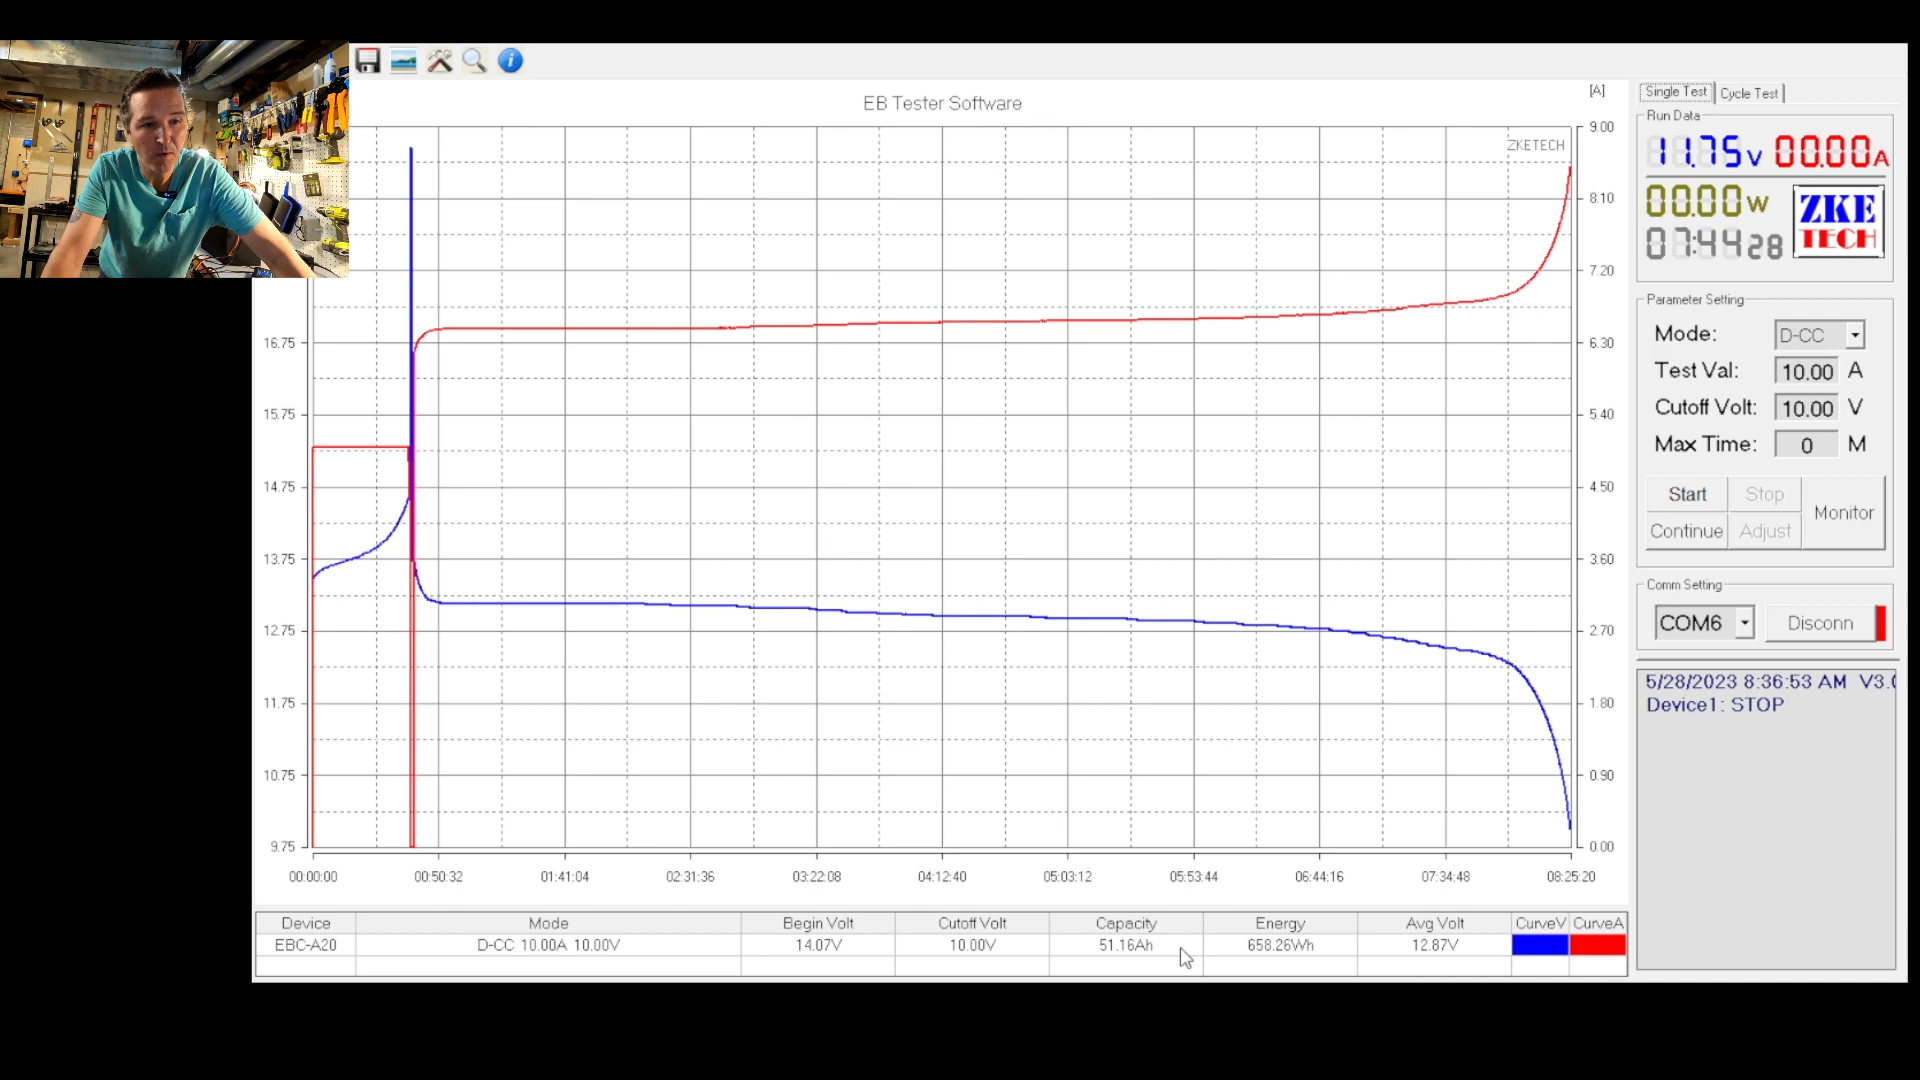 EB Tester Software
[A]
ZKETECH
9.00
8.10
7.20
6.30
5.40
4.50
3.60
2.70
1.80
0.90
0.00
16.75
15.75
14.75
13.75
12.75
11.75
10.75
9.75
00:00:00 00:50:32 01:41:04 02:31:36 03:22:08 04:12:40 05:03:12 05:53:44 06:44:16 07:34:48 08:25:20
Device Mode Begin Volt Cutoff Volt Capacity Energy Avg Volt CurveV CurveA
EBC-A20 D-CC 10.00A 10.00V 14.07V 10.00V 51.16Ah 658.26Wh 12.87V
Single Test Cycle Test
Run Data
11.75V 00.00A
00.00W
07:44 28
ZKE
TECH
Parameter Setting
Mode: D-CC
Test Val: 10.00 A
Cutoff Volt: 10.00 V
Max Time: 0 M
Start Stop
Monitor
Continue Adjust
Comm Setting
COM6 Disconn
5/28/2023 8:36:53 AM V3.0
Device1: STOP